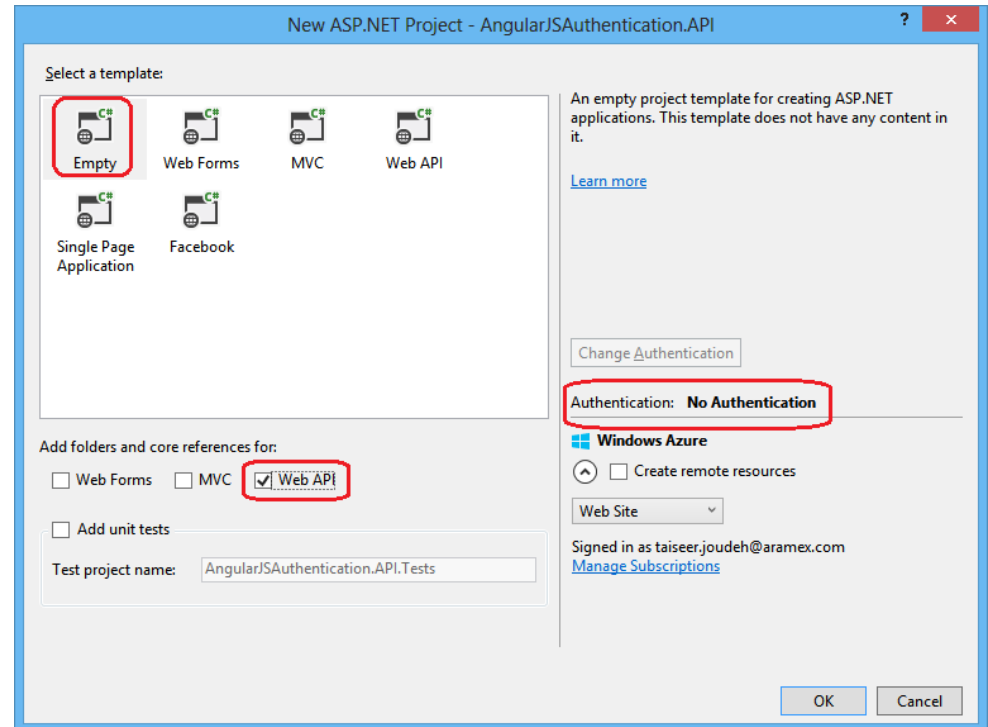 New ASP.NET Project - AngularJSAuthentication.API
?
×
Select a template:
C#
C#
C#
C#
Empty
Web Forms
MVC
Web API
C#
C#
Single Page
Application
Facebook
An empty project template for creating ASP.NET
applications. This template does not have any content in
it.
Learn more
Change Authentication
Authentication: No Authentication
Windows Azure
Create remote resources
Web Site
Signed in as taiseer.joudeh@aramex.com
Manage Subscriptions
Add folders and core references for:
Web Forms
MVC
Web API
Add unit tests
Test project name:
AngularJSAuthentication.API.Tests
OK
Cancel